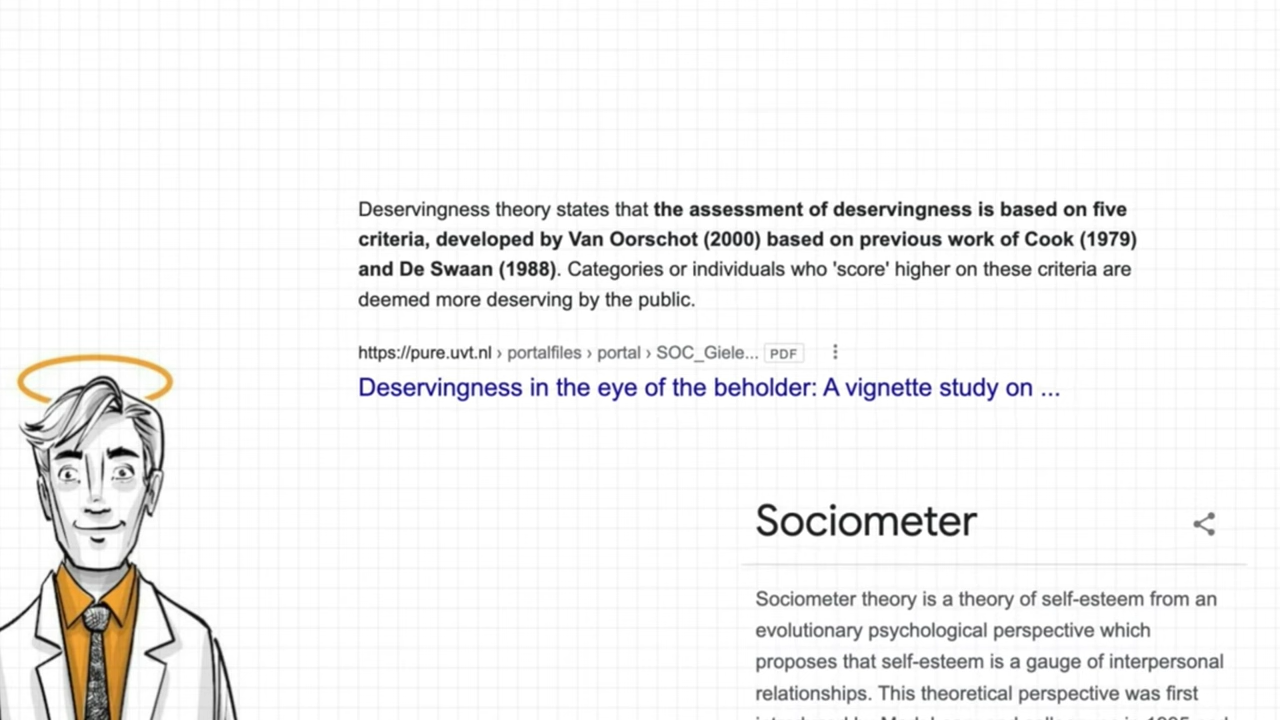 Deservingness theory states that the assessment of deservingness is based on five
criteria, developed by Van Oorschot (2000) based on previous work of Cook (1979)
and De Swaan (1988). Categories or individuals who 'score' higher on these criteria are
deemed more deserving by the public.
https://pure.uvt.nl › portalfiles › portal › SOC_Giele... PDF
Deservingness in the eye of the beholder: A vignette study on ...
Sociometer
Sociometer theory is a theory of self-esteem from an
evolutionary psychological perspective which
proposes that self-esteem is a gauge of interpersonal
relationships. This theoretical perspective was first